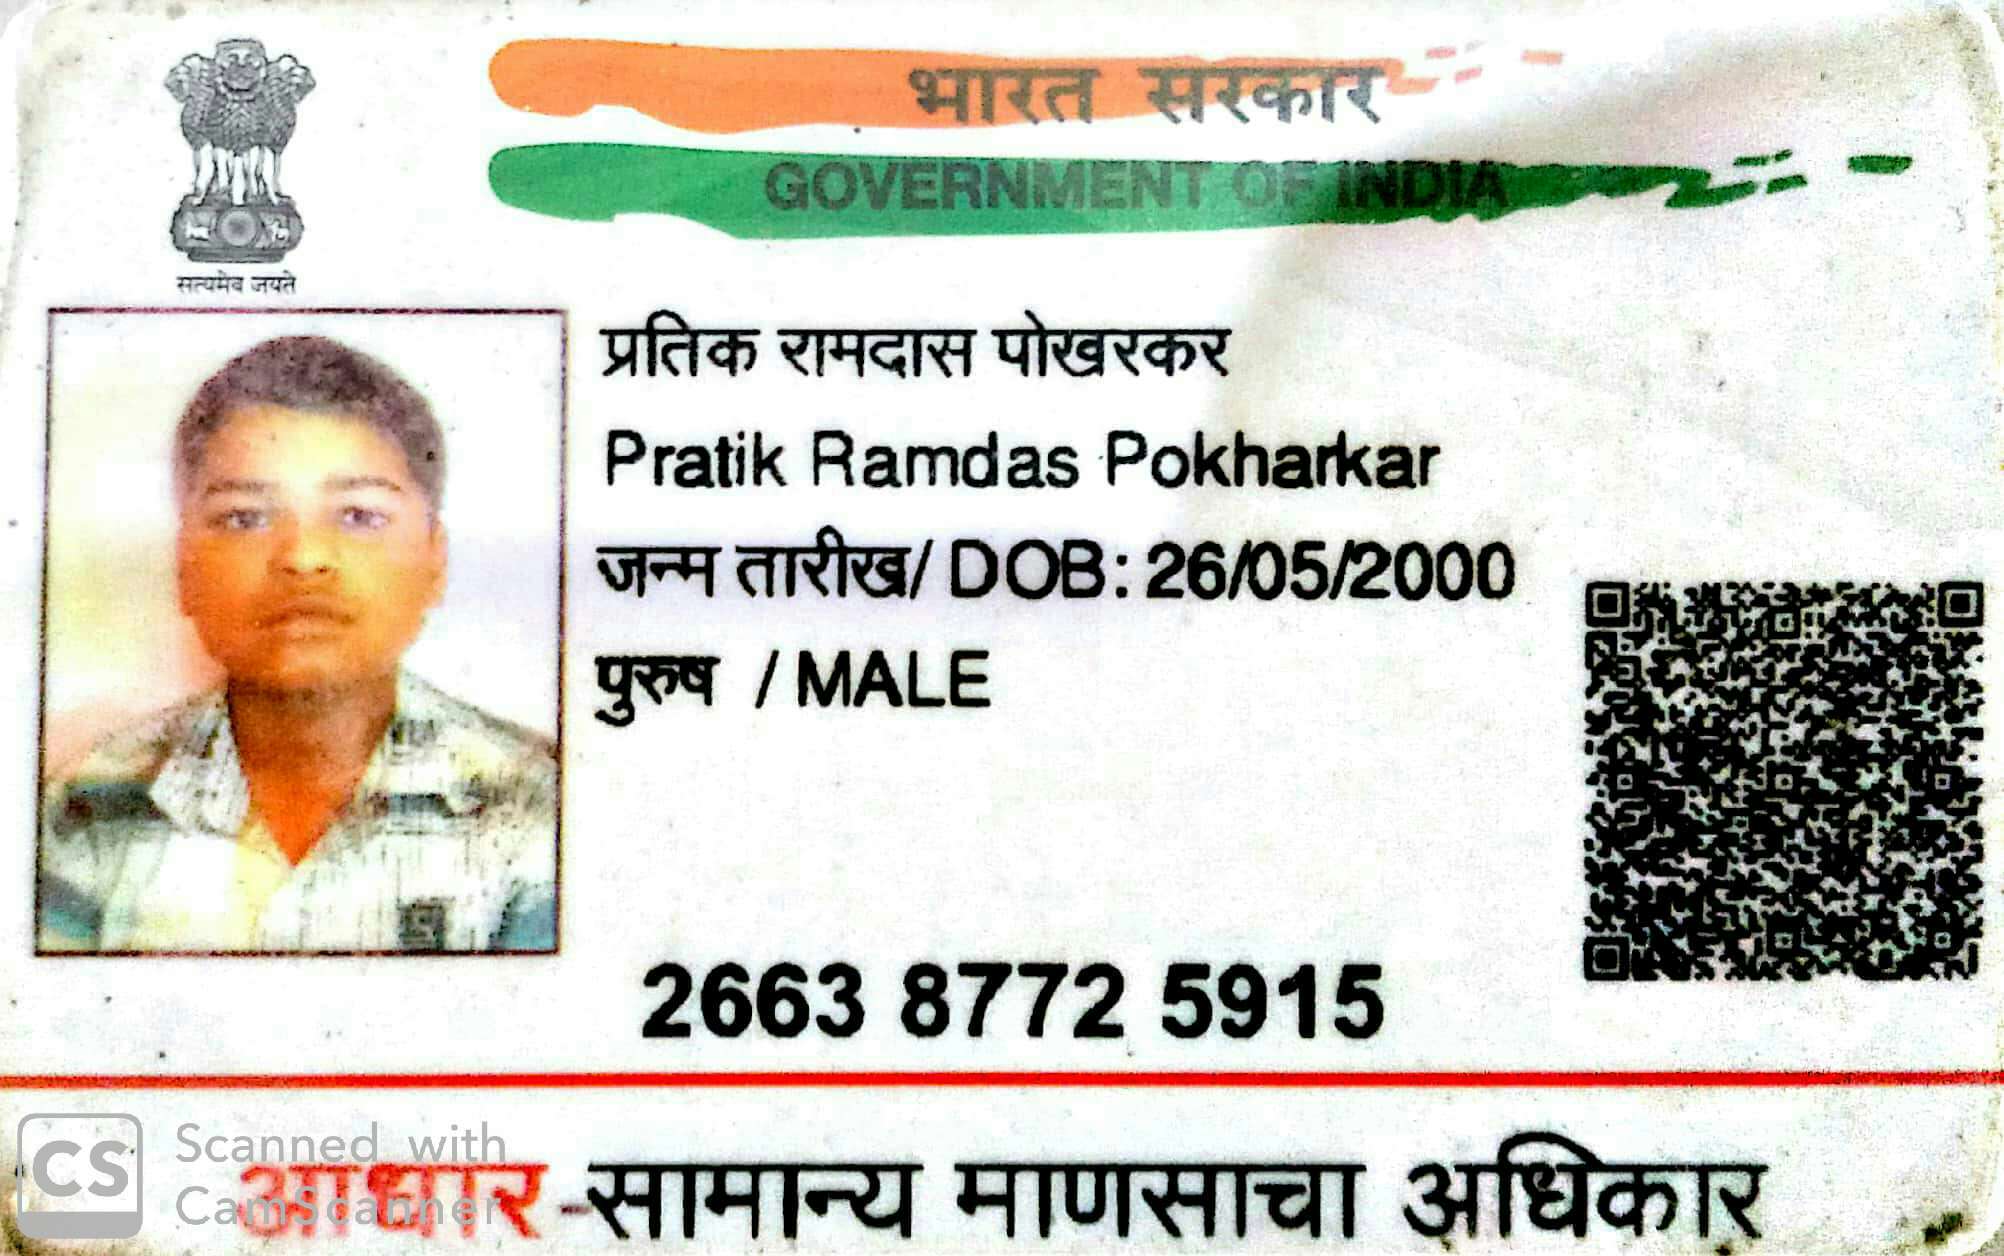 भारत सरकार
GOVERNMENT OF INDIA
सत्यमेव जयते
प्रतिक रामदास पोखरकर
Pratik Ramdas Pokharkar
जन्म तारीख/ DOB: 26/05/2000
पुरुष / MALE
2663 8772 5915
आधार-सामान्य माणसाचा अधिकार
CS Scanned with
CamScanner